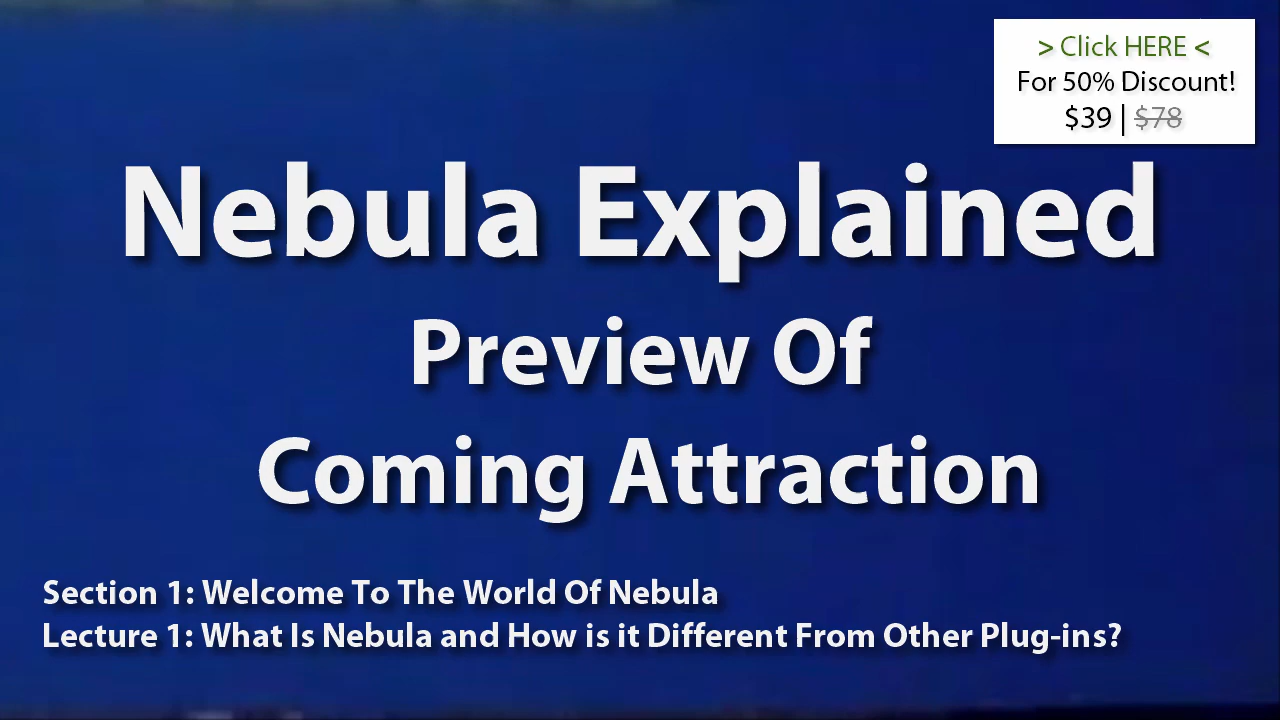 > Click HERE <
For 50% Discount!
$39 | $78
Nebula Explained
Preview Of
Coming Attraction
Section 1: Welcome To The World Of Nebula
Lecture 1: What Is Nebula and How is it Different From Other Plug-ins?